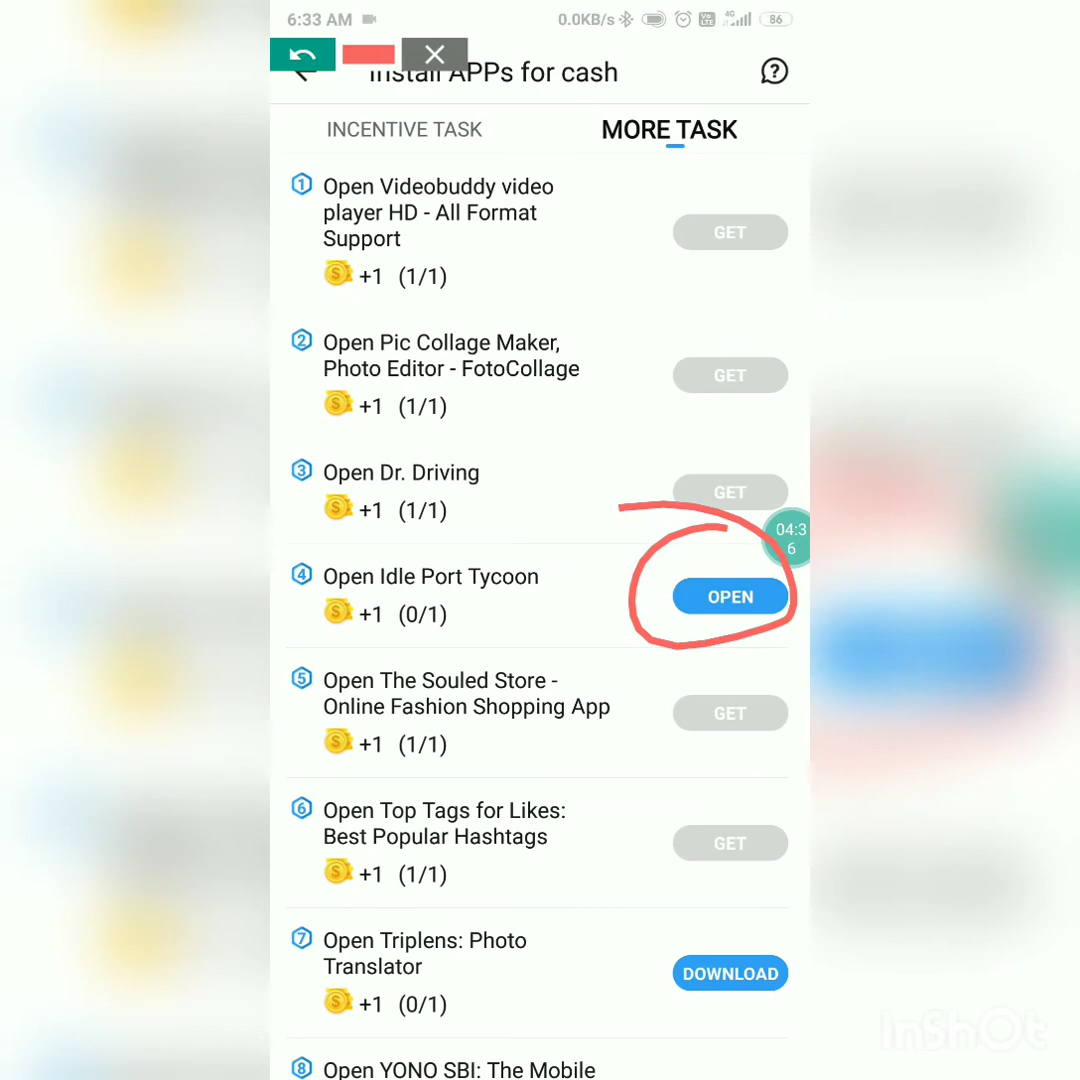 6:33 AM 0.0KB/s Vo LTE 4G 86
Install APPs for cash ?
INCENTIVE TASK MORE TASK
1 Open Videobuddy video
player HD - All Format
Support
GET
$ +1 (1/1)
2 Open Pic Collage Maker,
Photo Editor - FotoCollage
GET
$ +1 (1/1)
3 Open Dr. Driving
GET
$ +1 (1/1)
04:3
6
4 Open Idle Port Tycoon
OPEN
$ +1 (0/1)
5 Open The Souled Store -
Online Fashion Shopping App
GET
$ +1 (1/1)
6 Open Top Tags for Likes:
Best Popular Hashtags
GET
$ +1 (1/1)
7 Open Triplens: Photo
Translator
DOWNLOAD
$ +1 (0/1)
8 Open YONO SBI: The Mobile
InShOt